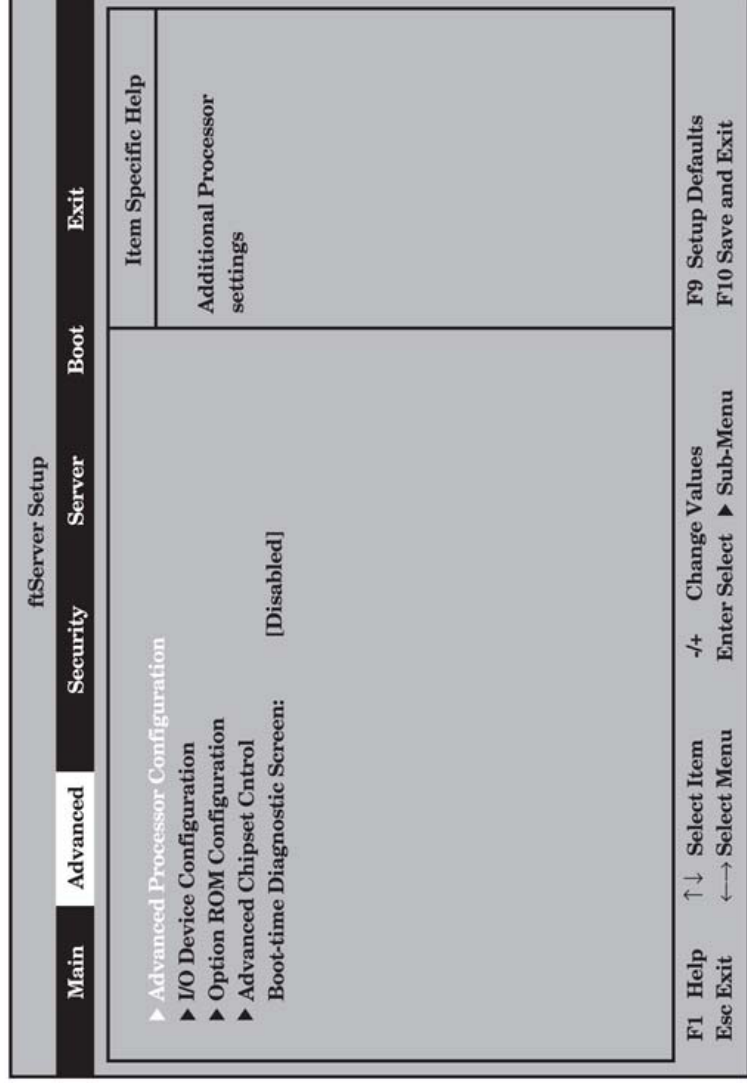 ftServer Setup
Main Advanced Security Server Boot Exit
▶ Advanced Processor Configuration
▶ I/O Device Configuration
▶ Option ROM Configuration
▶ Advanced Chipset Cntrol
Boot-time Diagnostic Screen: [Disabled]
Item Specific Help
Additional Processor
settings
F1 Help ↑↓ Select Item -/+ Change Values F9 Setup Defaults
Esc Exit ←→ Select Menu Enter Select ▶ Sub-Menu F10 Save and Exit